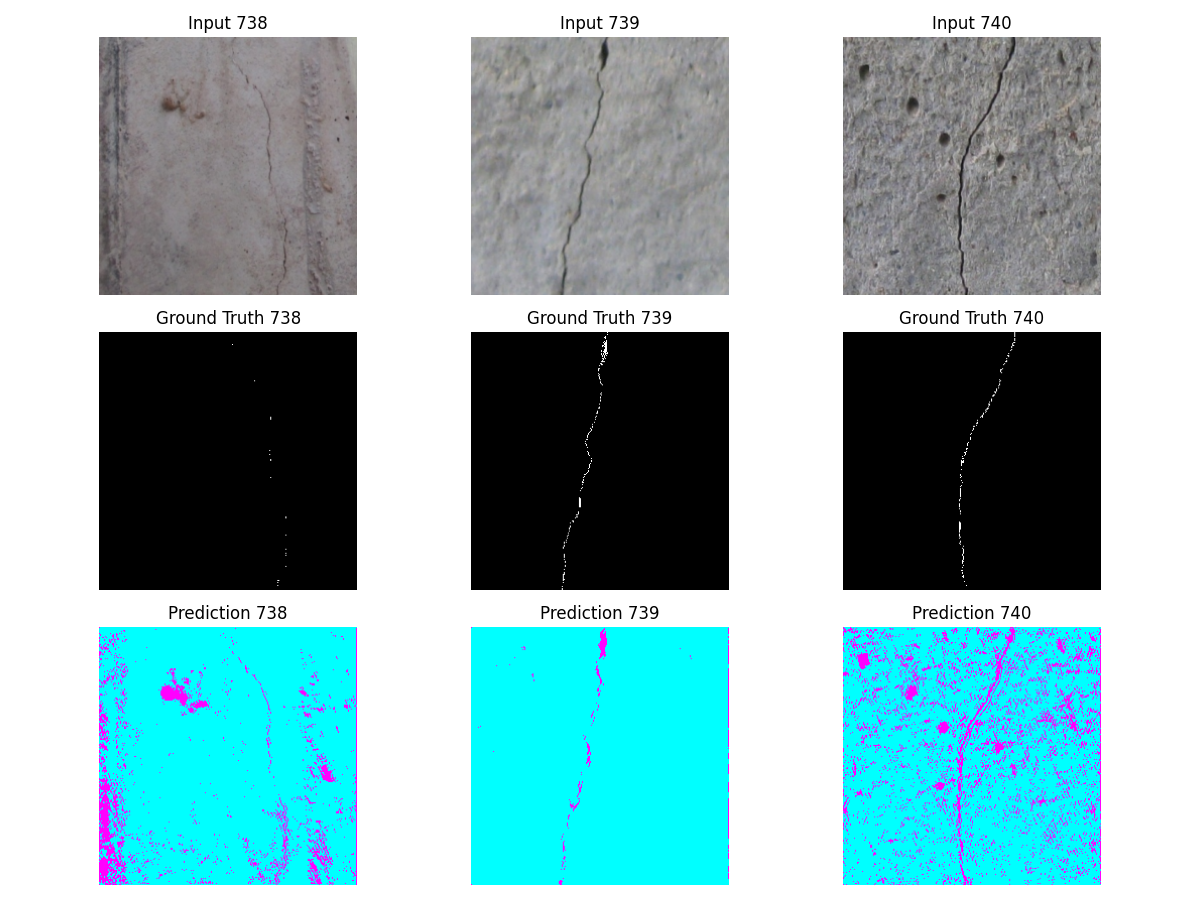 Input 738
Input 739
Input 740
Ground Truth 738
Ground Truth 739
Ground Truth 740
Prediction 738
Prediction 739
Prediction 740